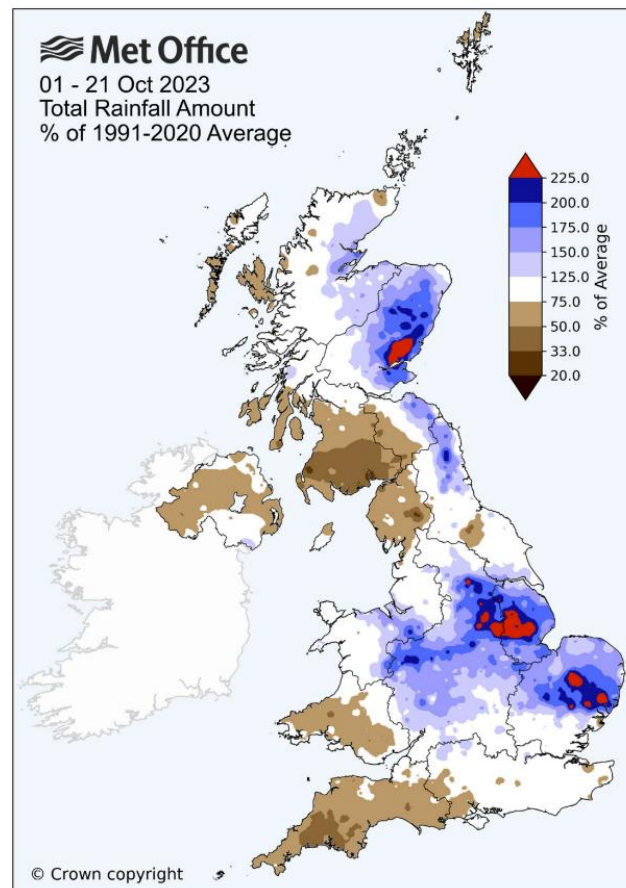 Met Office
01 - 21 Oct 2023
Total Rainfall Amount
% of 1991-2020 Average
225.0
200.0
175.0
150.0
125.0
75.0
50.0
33.0
20.0
% of Average
© Crown copyright